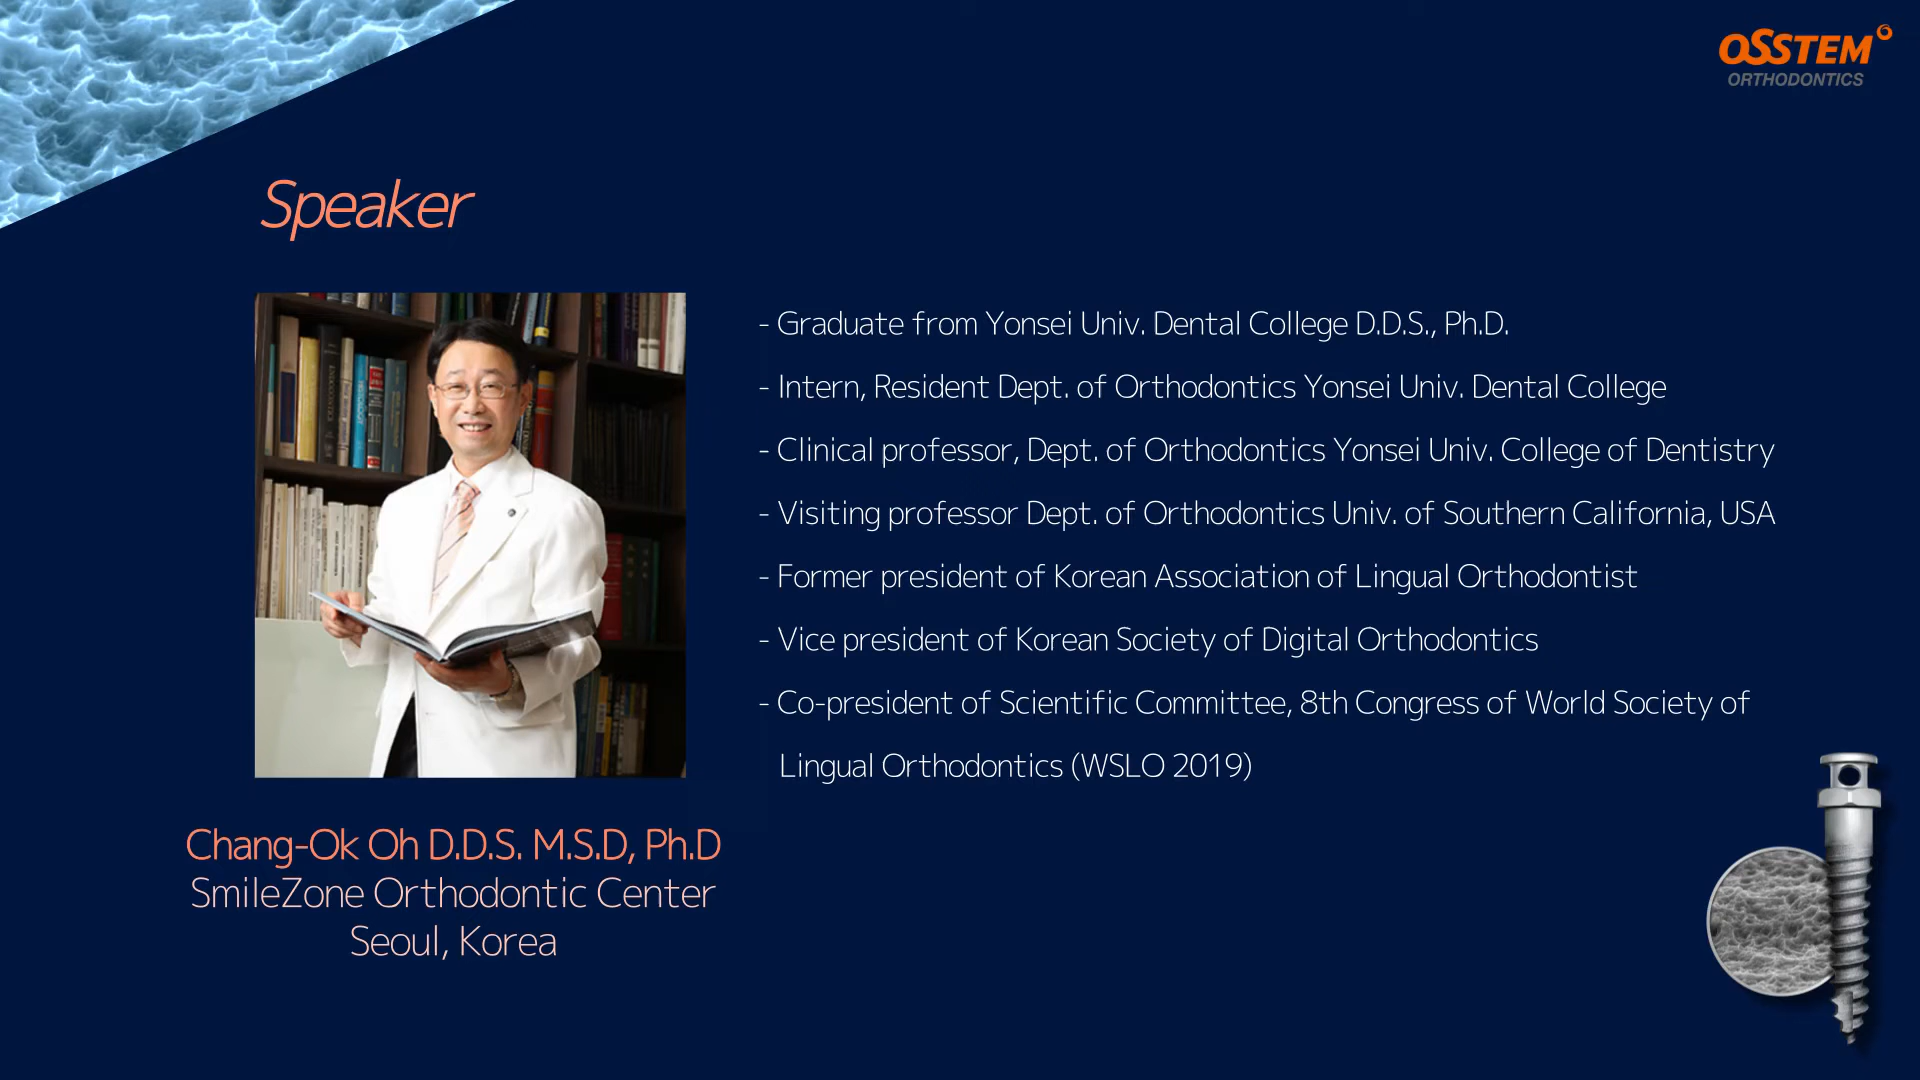 OSSTEM
ORTHODONTICS
Speaker
- Graduate from Yonsei Univ. Dental College D.D.S., Ph.D.
- Intern, Resident Dept. of Orthodontics Yonsei Univ. Dental College
- Clinical professor, Dept. of Orthodontics Yonsei Univ. College of Dentistry
- Visiting professor Dept. of Orthodontics Univ. of Southern California, USA
- Former president of Korean Association of Lingual Orthodontist
- Vice president of Korean Society of Digital Orthodontics
- Co-president of Scientific Committee, 8th Congress of World Society of
Lingual Orthodontics (WSLO 2019)
Chang-Ok Oh D.D.S. M.S.D, Ph.D
SmileZone Orthodontic Center
Seoul, Korea